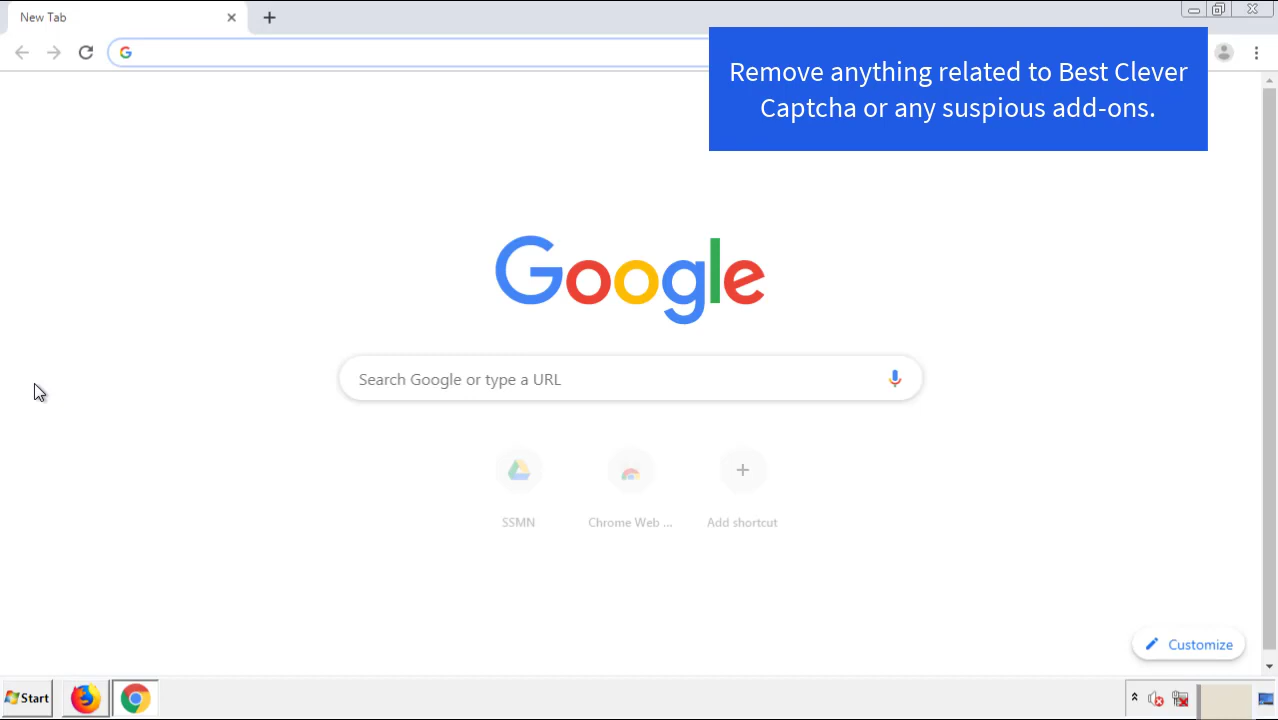 New Tab
Remove anything related to Best Clever
Captcha or any suspious add-ons.
Google
Search Google or type a URL
SSMN
Chrome Web ...
Add shortcut
Customize
Start